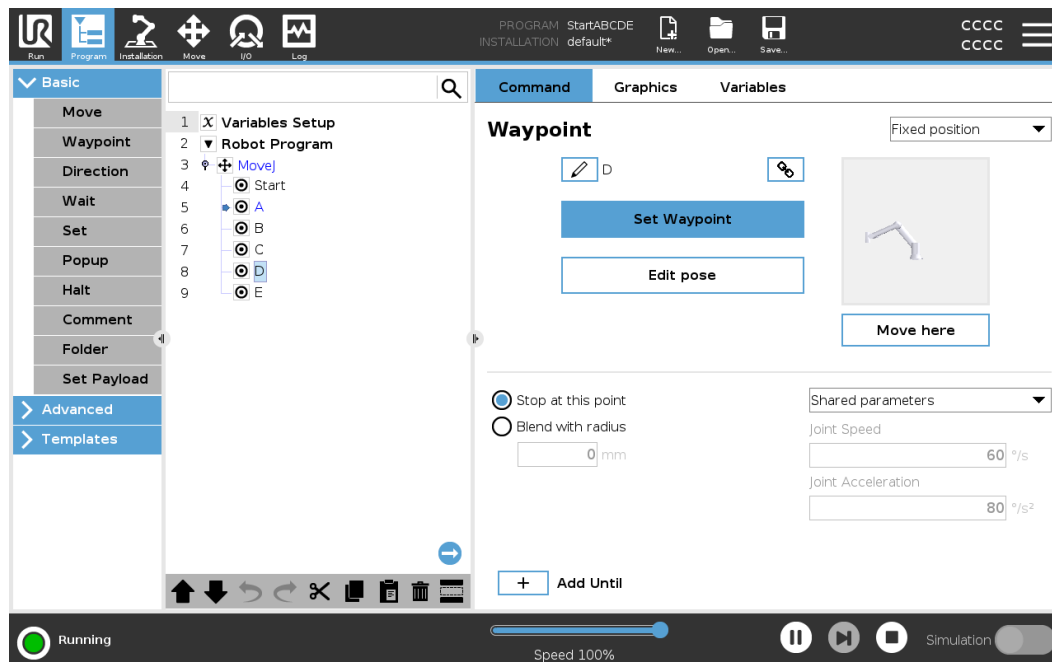 PROGRAM StartABCDE
INSTALLATION default*
CCCC
CCCC
UR
Run Program Installation Move I/O Log New... Open... Save...
Basic
Move
Waypoint
Direction
Wait
Set
Popup
Halt
Comment
Folder
Set Payload
Advanced
Templates
1 X Variables Setup
2 Robot Program
3 MoveJ
4 Start
5 A
6 B
7 C
8 D
9 E
Command Graphics Variables
Waypoint
Fixed position
D
Set Waypoint
Edit pose
Move here
Stop at this point
Blend with radius
0 mm
Shared parameters
Joint Speed
60 °/s
Joint Acceleration
80 °/s²
+ Add Until
Running
Speed 100%
Simulation